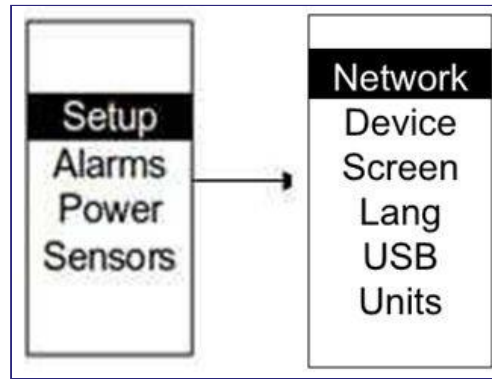 Setup
Alarms
Power
Sensors
Network
Device
Screen
Lang
USB
Units